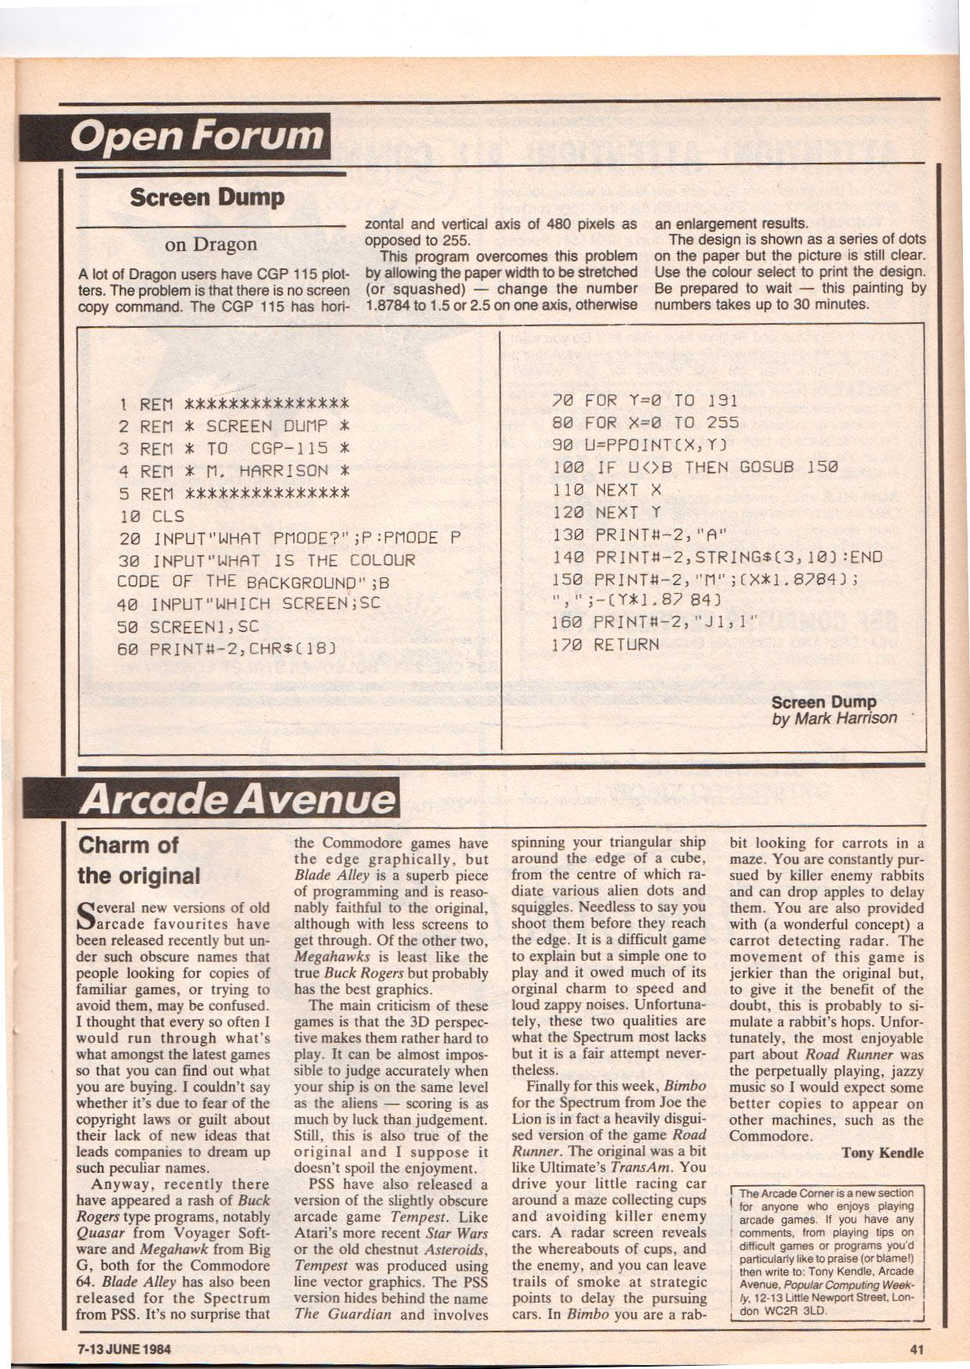 Open Forum
Screen Dump
on Dragon
A lot of Dragon users have CGP 115 plot-
ters. The problem is that there is no screen
copy command. The CGP 115 has hori-
zontal and vertical axis of 480 pixels as
opposed to 255.
This program overcomes this problem
by allowing the paper width to be stretched
(or squashed) — change the number
1.8784 to 1.5 or 2.5 on one axis, otherwise
an enlargement results.
The design is shown as a series of dots
on the paper but the picture is still clear.
Use the colour select to print the design.
Be prepared to wait — this painting by
numbers takes up to 30 minutes.
1 REM ***************
2 REM * SCREEN DUMP *
3 REM * TO  CGP-115 *
4 REM * M. HARRISON *
5 REM ***************
10 CLS
20 INPUT"WHAT PMODE?";P:PMODE P
30 INPUT"WHAT IS THE COLOUR
CODE OF THE BACKGROUND";B
40 INPUT"WHICH SCREEN;SC
50 SCREEN1,SC
60 PRINT#-2,CHR$(18)
70 FOR Y=0 TO 191
80 FOR X=0 TO 255
90 U=PPOINT(X,Y)
100 IF U<>B THEN GOSUB 150
110 NEXT X
120 NEXT Y
130 PRINT#-2,"A"
140 PRINT#-2,STRING$(3,10):END
150 PRINT#-2,"M";(X*1.8784);
",";-(Y*1.87 84)
160 PRINT#-2,"J1,1"
170 RETURN
Screen Dump
by Mark Harrison
Arcade Avenue
Charm of
the original
Several new versions of old
arcade favourites have
been released recently but un-
der such obscure names that
people looking for copies of
familiar games, or trying to
avoid them, may be confused.
I thought that every so often I
would run through what's
what amongst the latest games
so that you can find out what
you are buying. I couldn't say
whether it's due to fear of the
copyright laws or guilt about
their lack of new ideas that
leads companies to dream up
such peculiar names.
Anyway, recently there
have appeared a rash of Buck
Rogers type programs, notably
Quasar from Voyager Soft-
ware and Megahawk from Big
G, both for the Commodore
64. Blade Alley has also been
released for the Spectrum
from PSS. It's no surprise that
the Commodore games have
the edge graphically, but
Blade Alley is a superb piece
of programming and is reaso-
nably faithful to the original,
although with less screens to
get through. Of the other two,
Megahawks is least like the
true Buck Rogers but probably
has the best graphics.
The main criticism of these
games is that the 3D perspec-
tive makes them rather hard to
play. It can be almost impos-
sible to judge accurately when
your ship is on the same level
as the aliens — scoring is as
much by luck than judgement.
Still, this is also true of the
original and I suppose it
doesn't spoil the enjoyment.
PSS have also released a
version of the slightly obscure
arcade game Tempest. Like
Atari's more recent Star Wars
or the old chestnut Asteroids,
Tempest was produced using
line vector graphics. The PSS
version hides behind the name
The Guardian and involves
spinning your triangular ship
around the edge of a cube,
from the centre of which ra-
diate various alien dots and
squiggles. Needless to say you
shoot them before they reach
the edge. It is a difficult game
to explain but a simple one to
play and it owed much of its
orginal charm to speed and
loud zappy noises. Unfortuna-
tely, these two qualities are
what the Spectrum most lacks
but it is a fair attempt never-
theless.
Finally for this week, Bimbo
for the Spectrum from Joe the
Lion is in fact a heavily disgui-
sed version of the game Road
Runner. The original was a bit
like Ultimate's TransAm. You
drive your little racing car
around a maze collecting cups
and avoiding killer enemy
cars. A radar screen reveals
the whereabouts of cups, and
the enemy, and you can leave
trails of smoke at strategic
points to delay the pursuing
cars. In Bimbo you are a rab-
bit looking for carrots in a
maze. You are constantly pur-
sued by killer enemy rabbits
and can drop apples to delay
them. You are also provided
with (a wonderful concept) a
carrot detecting radar. The
movement of this game is
jerkier than the original but,
to give it the benefit of the
doubt, this is probably to si-
mulate a rabbit's hops. Unfor-
tunately, the most enjoyable
part about Road Runner was
the perpetually playing, jazzy
music so I would expect some
better copies to appear on
other machines, such as the
Commodore.
Tony Kendle
The Arcade Corner is a new section
for anyone who enjoys playing
arcade games. If you have any
comments, from playing tips on
difficult games or programs you'd
particularly like to praise (or blame!)
then write to: Tony Kendle, Arcade
Avenue, Popular Computing Week-
ly, 12-13 Little Newport Street, Lon-
don WC2R 3LD.
7-13 JUNE 1984
41